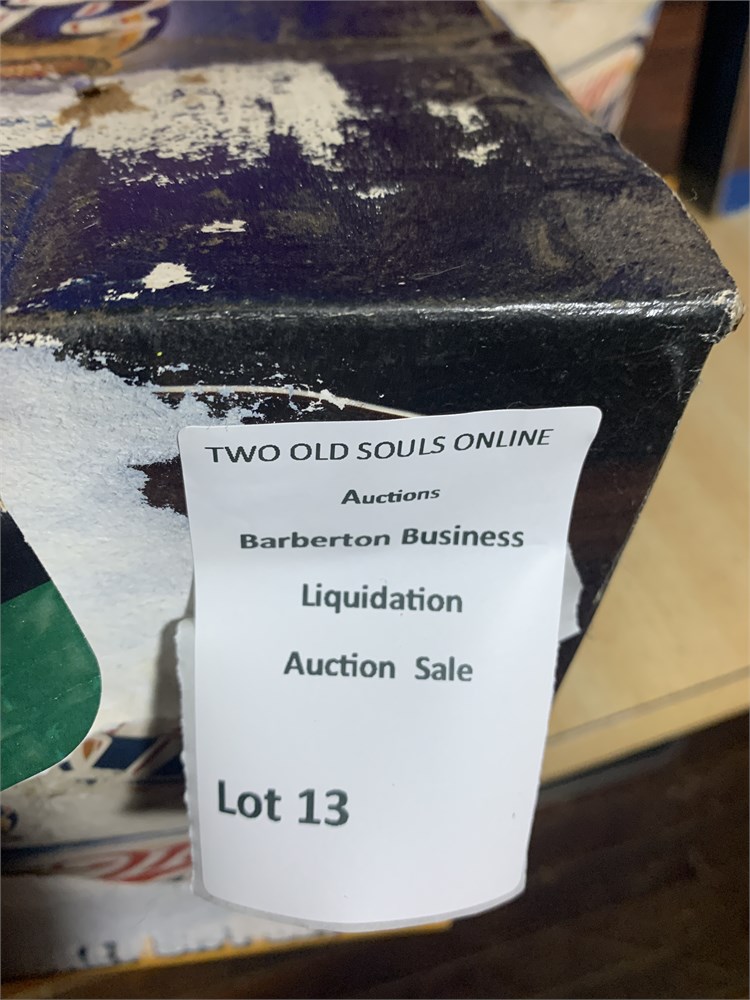 TWO OLD SOULS ONLINE
Auctions
Barberton Business
Liquidation
Auction Sale
Lot 13